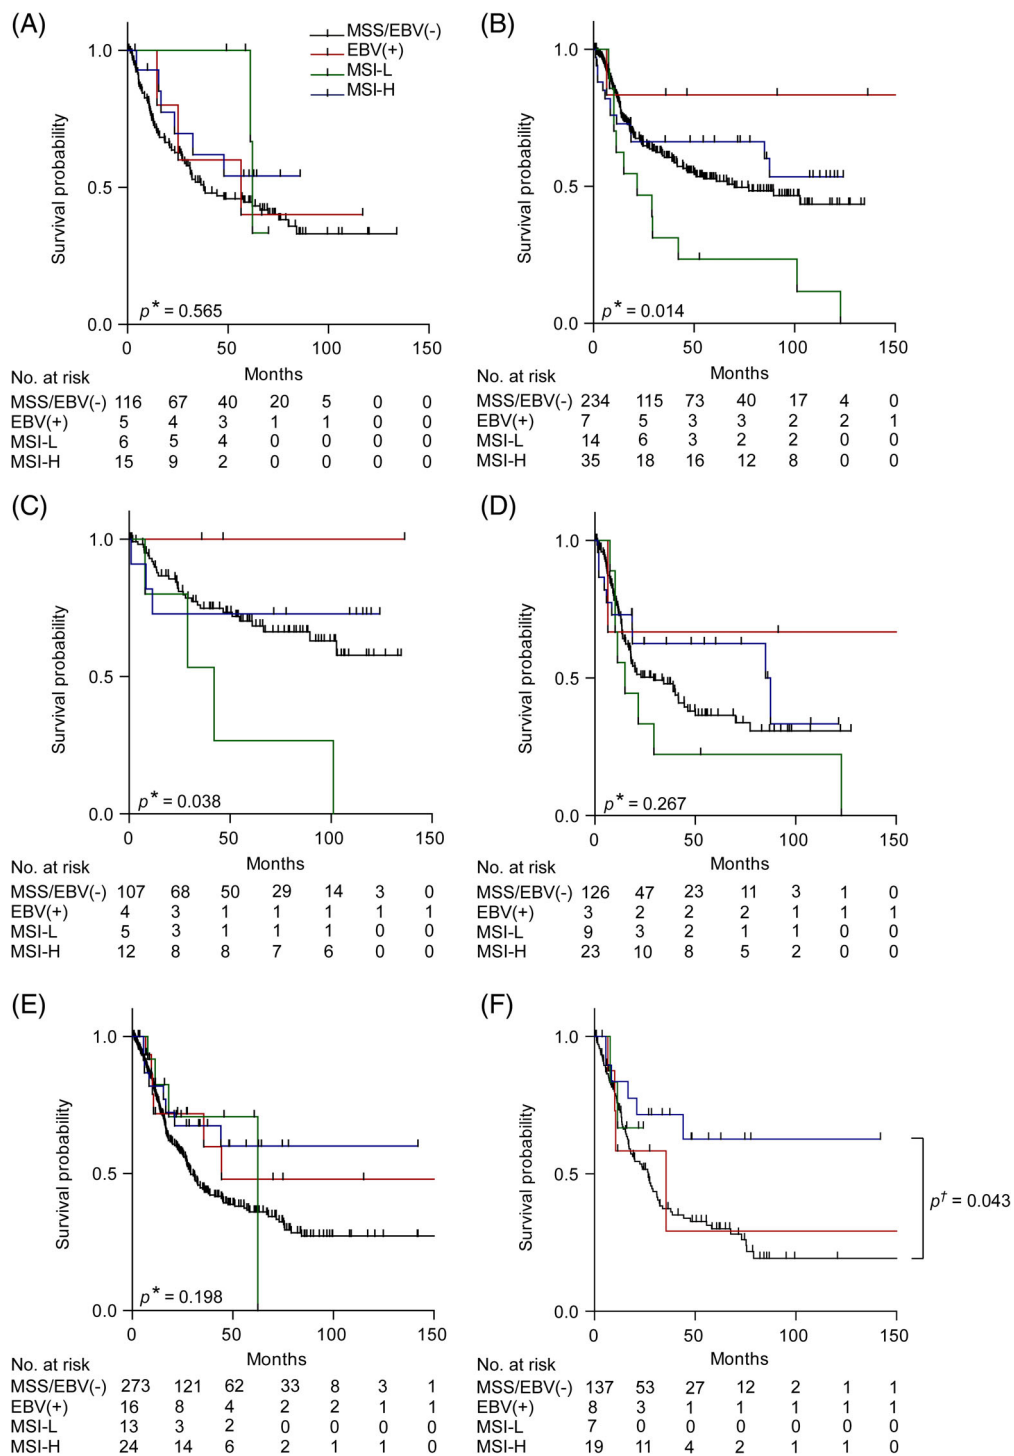 (A)
MSS/EBV(-)
EBV(+)
MSI-L
MSI-H
1.0
0.5
0.0
Survival probability
p* = 0.565
0 50 100 150
Months
No. at risk
MSS/EBV(-) 116 67 40 20 5 0 0
EBV(+) 5 4 3 1 1 0 0
MSI-L 6 5 4 0 0 0 0
MSI-H 15 9 2 0 0 0 0
(B)
1.0
0.5
0.0
Survival probability
p* = 0.014
0 50 100 150
Months
No. at risk
MSS/EBV(-) 234 115 73 40 17 4 0
EBV(+) 7 5 3 3 2 2 1
MSI-L 14 6 3 2 2 0 0
MSI-H 35 18 16 12 8 0 0
(C)
1.0
0.5
0.0
Survival probability
p* = 0.038
0 50 100 150
Months
No. at risk
MSS/EBV(-) 107 68 50 29 14 3 0
EBV(+) 4 3 1 1 1 1 1
MSI-L 5 3 1 1 1 0 0
MSI-H 12 8 8 7 6 0 0
(D)
1.0
0.5
0.0
Survival probability
p* = 0.267
0 50 100 150
Months
No. at risk
MSS/EBV(-) 126 47 23 11 3 1 0
EBV(+) 3 2 2 2 1 1 1
MSI-L 9 3 2 1 1 0 0
MSI-H 23 10 8 5 2 0 0
(E)
1.0
0.5
0.0
Survival probability
p* = 0.198
0 50 100 150
Months
No. at risk
MSS/EBV(-) 273 121 62 33 8 3 1
EBV(+) 16 8 4 2 2 1 1
MSI-L 13 3 2 0 0 0 0
MSI-H 24 14 6 2 1 1 0
(F)
1.0
0.5
0.0
Survival probability
p† = 0.043
0 50 100 150
Months
No. at risk
MSS/EBV(-) 137 53 27 12 2 1 1
EBV(+) 8 3 1 1 1 1 1
MSI-L 7 0 0 0 0 0 0
MSI-H 19 11 4 2 1 1 0